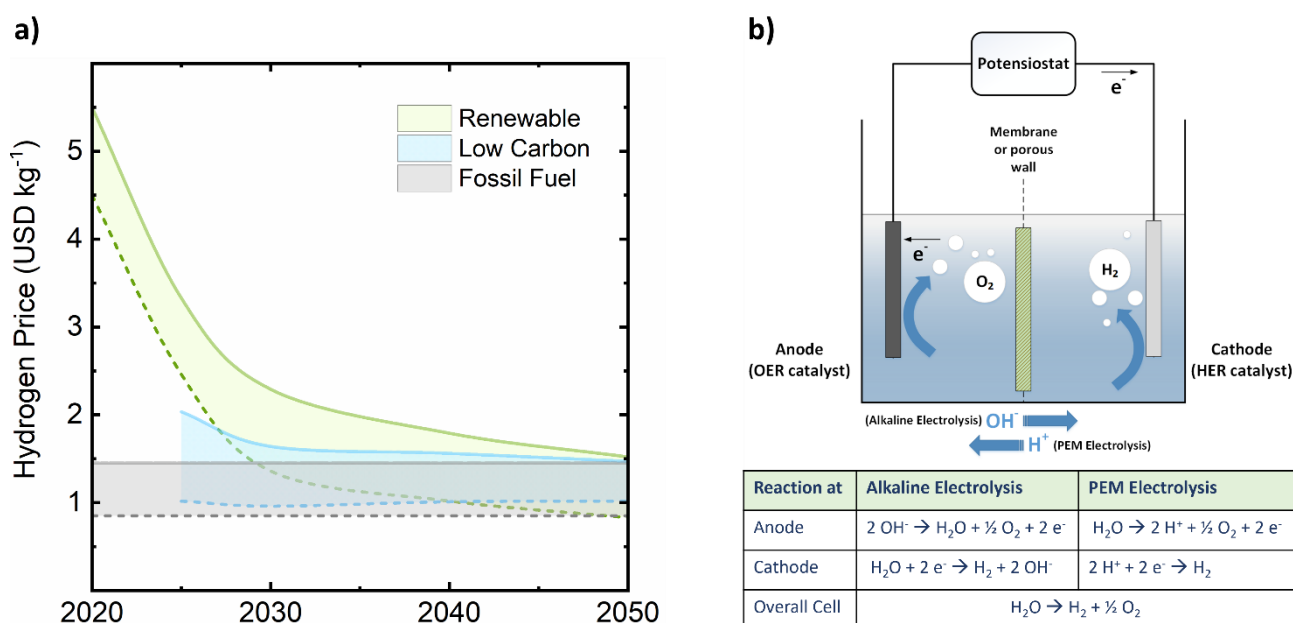 a)
Hydrogen Price (USD kg⁻¹)
5
4
3
2
1
2020 2030 2040 2050
Renewable
Low Carbon
Fossil Fuel
b)
Potensiostat
e⁻
Membrane
or porous
wall
e⁻
O₂
H₂
Anode
(OER catalyst)
Cathode
(HER catalyst)
(Alkaline Electrolysis) OH⁻
H⁺ (PEM Electrolysis)
Reaction at Alkaline Electrolysis PEM Electrolysis
Anode 2 OH⁻ → H₂O + ½ O₂ + 2 e⁻ H₂O → 2 H⁺ + ½ O₂ + 2 e⁻
Cathode H₂O + 2 e⁻ → H₂ + 2 OH⁻ 2 H⁺ + 2 e⁻ → H₂
Overall Cell H₂O → H₂ + ½ O₂